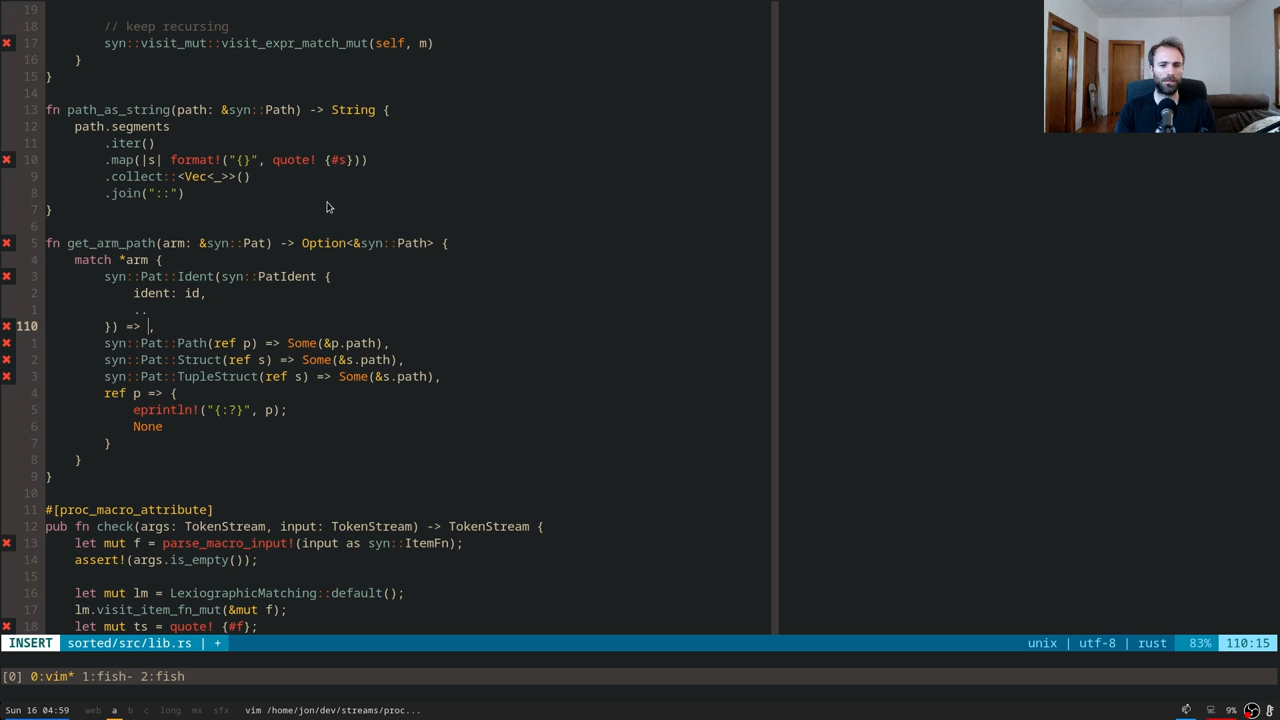 19
18 // keep recursing
17 syn::visit_mut::visit_expr_match_mut(self, m)
16 }
15 }
14
13 fn path_as_string(path: &syn::Path) -> String {
12 path.segments
11 .iter()
10 .map(|s| format!("{}", quote! {#s}))
9 .collect::<Vec<_>>()
8 .join("::")
7 }
6
5 fn get_arm_path(arm: &syn::Pat) -> Option<&syn::Path> {
4 match *arm {
3 syn::Pat::Ident(syn::PatIdent {
2 ident: id,
1 ..
110 }) => ,
1 syn::Pat::Path(ref p) => Some(&p.path),
2 syn::Pat::Struct(ref s) => Some(&s.path),
3 syn::Pat::TupleStruct(ref s) => Some(&s.path),
4 ref p => {
5 eprintln!("{:?}", p);
6 None
7 }
8 }
9 }
10
11 #[proc_macro_attribute]
12 pub fn check(args: TokenStream, input: TokenStream) -> TokenStream {
13 let mut f = parse_macro_input!(input as syn::ItemFn);
14 assert!(args.is_empty());
15
16 let mut lm = LexiographicMatching::default();
17 lm.visit_item_fn_mut(&mut f);
18 let mut ts = quote! {#f};
INSERT sorted/src/lib.rs | + unix | utf-8 | rust 83% 110:15
[0] 0:vim* 1:fish- 2:fish
Sun 16 04:59 web a b c long mx sfx vim /home/jon/dev/streams/proc... 9%